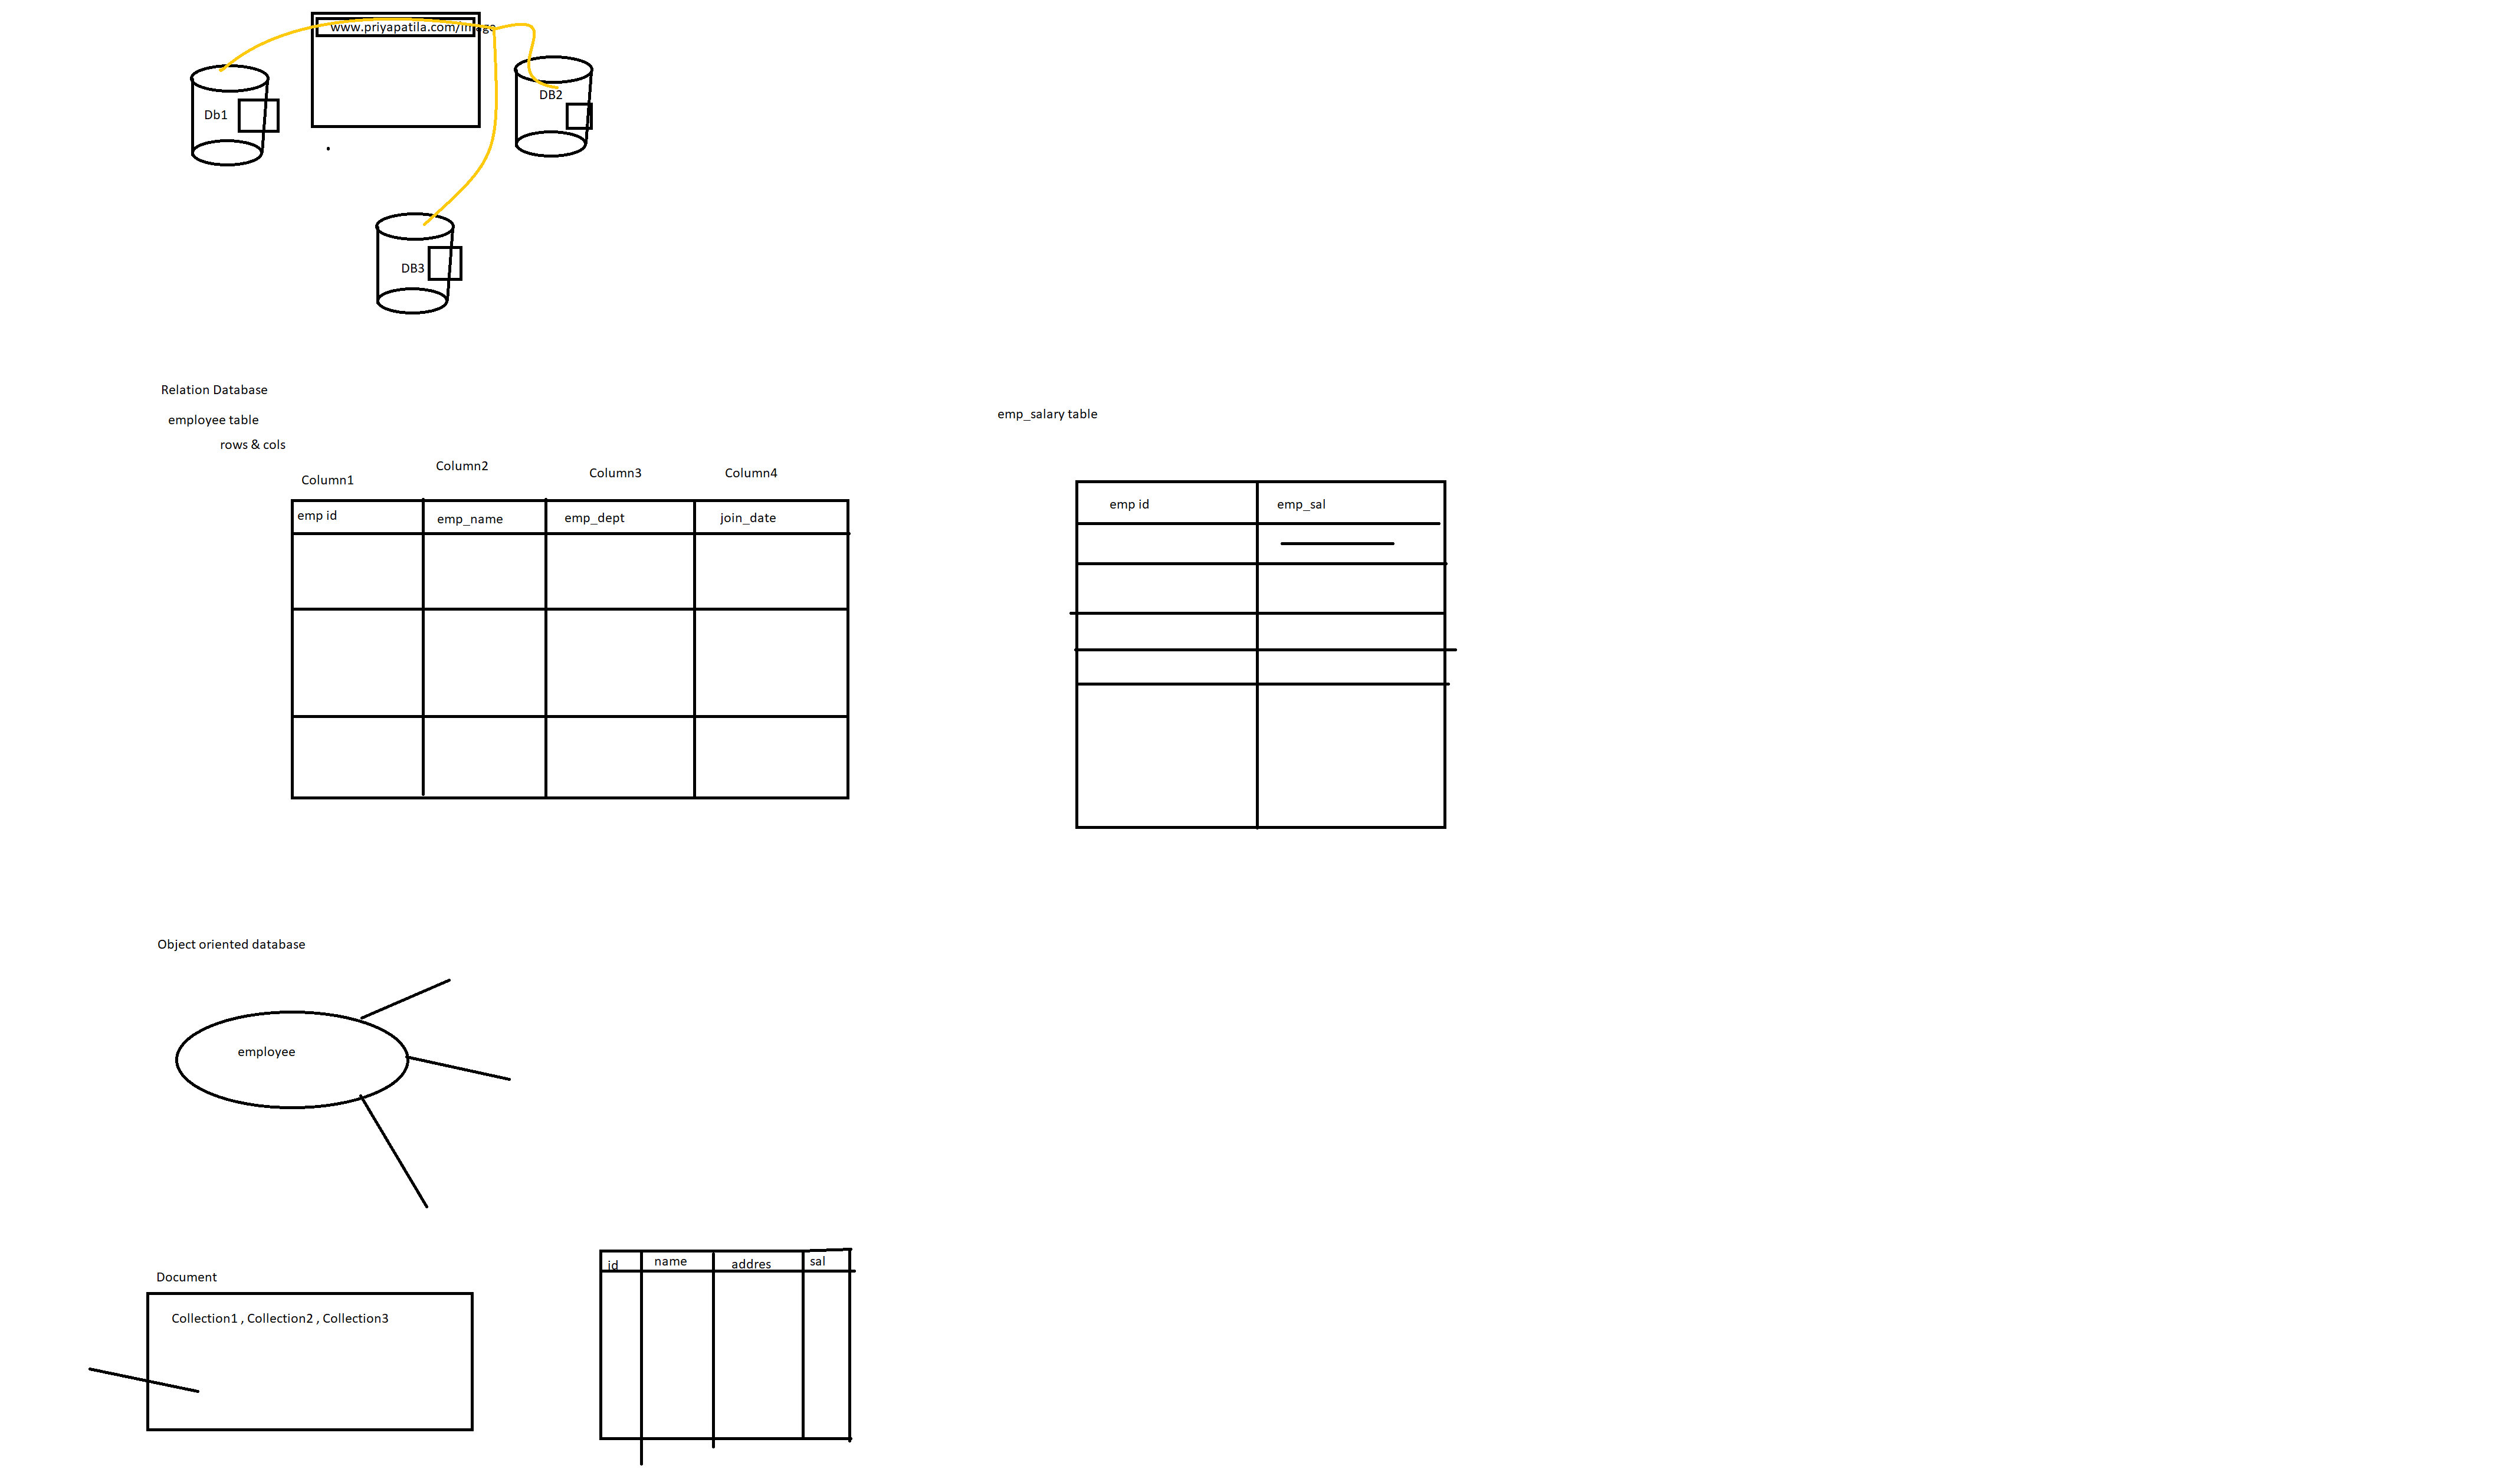 www.priyapatila.com/image
Db1
DB2
DB3
Relation Database
employee table
rows & cols
Column1
Column2
Column3
Column4
emp id
emp_name
emp_dept
join_date
emp_salary table
emp id
emp_sal
Object oriented database
employee
Document
Collection1 , Collection2 , Collection3
id
name
addres
sal